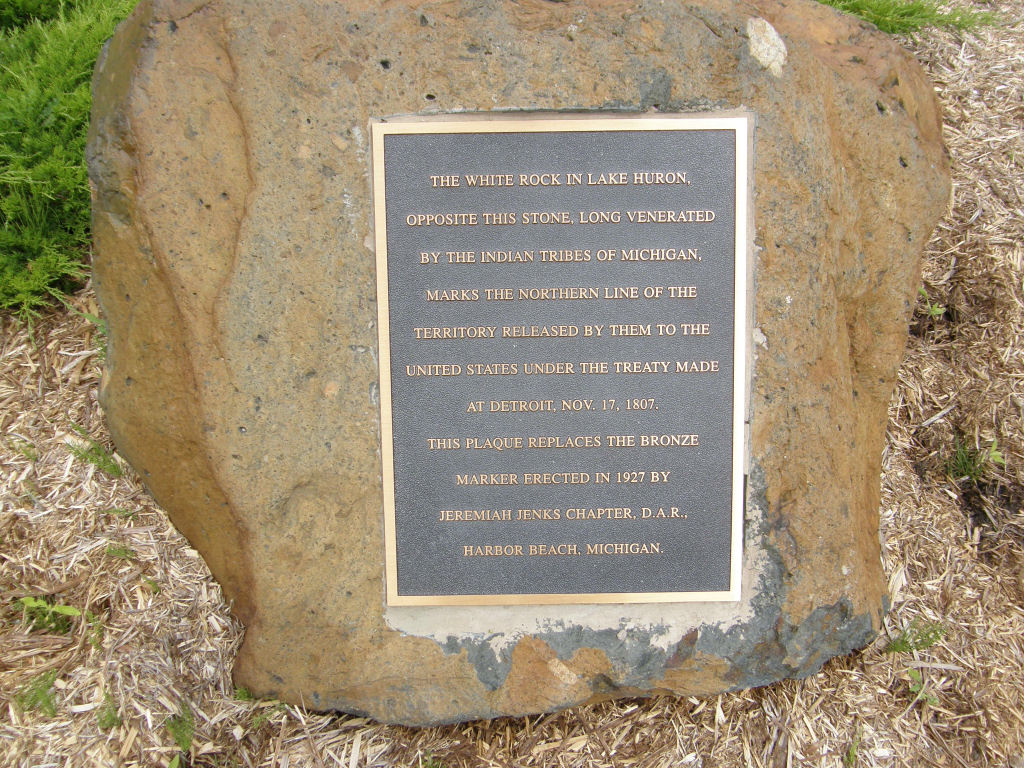 THE WHITE ROCK IN LAKE HURON,
OPPOSITE THIS STONE, LONG VENERATED
BY THE INDIAN TRIBES OF MICHIGAN,
MARKS THE NORTHERN LINE OF THE
TERRITORY RELEASED BY THEM TO THE
UNITED STATES UNDER THE TREATY MADE
AT DETROIT, NOV. 17, 1807.
THIS PLAQUE REPLACES THE BRONZE
MARKER ERECTED IN 1927 BY
JEREMIAH JENKS CHAPTER, D.A.R.,
HARBOR BEACH, MICHIGAN.